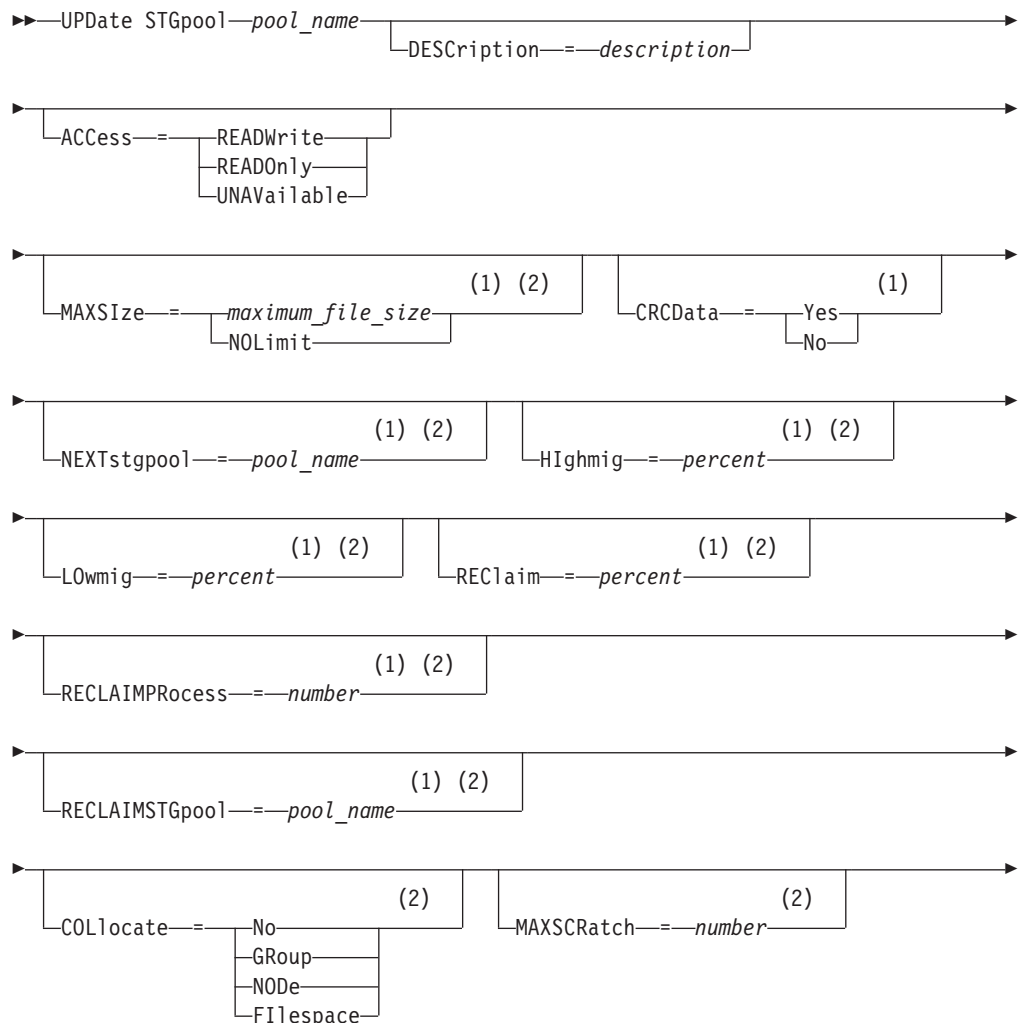 UPDate STGpool pool_name
DESCription = description
ACCess = READWrite
READOnly
UNAVailable
(1) (2) (1)
MAXSIze = maximum_file_size CRCData = Yes
NOLimit No
(1) (2) (1) (2)
NEXTstgpool = pool_name HIghmig = percent
(1) (2) (1) (2)
LOwmig = percent REClaim = percent
(1) (2)
RECLAIMPRocess = number
(1) (2)
RECLAIMSTGpool = pool_name
(2) (2)
COLlocate = No MAXSCRatch = number
GRoup
NODe
FIlespace